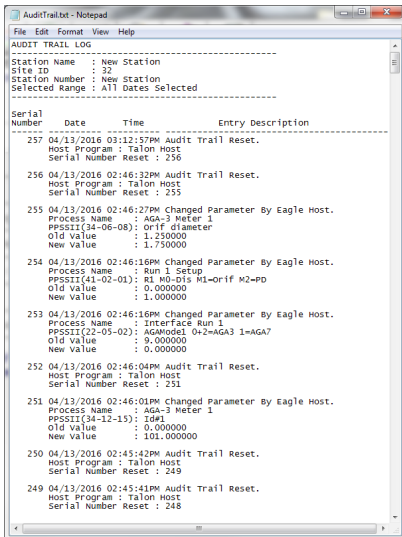 AuditTrail.txt - Notepad
File Edit Format View Help
AUDIT TRAIL LOG
--------------------------------------------------
Station Name : New Station
Site ID : 32
Station Number : New Station
Selected Range : All Dates Selected
--------------------------------------------------
Serial
Number Date Time Entry Description
------ ---------- ---------- ------------------------------------------
257 04/13/2016 03:12:57PM Audit Trail Reset.
Host Program : Talon Host
Serial Number Reset : 256
256 04/13/2016 02:46:32PM Audit Trail Reset.
Host Program : Talon Host
Serial Number Reset : 255
255 04/13/2016 02:46:27PM Changed Parameter By Eagle Host.
Process Name : AGA-3 Meter 1
PPSSII(34-06-08): Orif diameter
Old Value : 1.250000
New Value : 1.750000
254 04/13/2016 02:46:16PM Changed Parameter By Eagle Host.
Process Name : Run 1 Setup
PPSSII(41-02-01): R1 M0-Dis M1=Orif M2=PD
Old Value : 0.000000
New Value : 1.000000
253 04/13/2016 02:46:16PM Changed Parameter By Eagle Host.
Process Name : Interface Run 1
PPSSII(22-05-02): AGAMode1 0+2=AGA3 1=AGA7
Old Value : 9.000000
New Value : 0.000000
252 04/13/2016 02:46:04PM Audit Trail Reset.
Host Program : Talon Host
Serial Number Reset : 251
251 04/13/2016 02:46:01PM Changed Parameter By Eagle Host.
Process Name : AGA-3 Meter 1
PPSSII(34-12-15): Id#1
Old Value : 0.000000
New Value : 101.000000
250 04/13/2016 02:45:42PM Audit Trail Reset.
Host Program : Talon Host
Serial Number Reset : 249
249 04/13/2016 02:45:41PM Audit Trail Reset.
Host Program : Talon Host
Serial Number Reset : 248